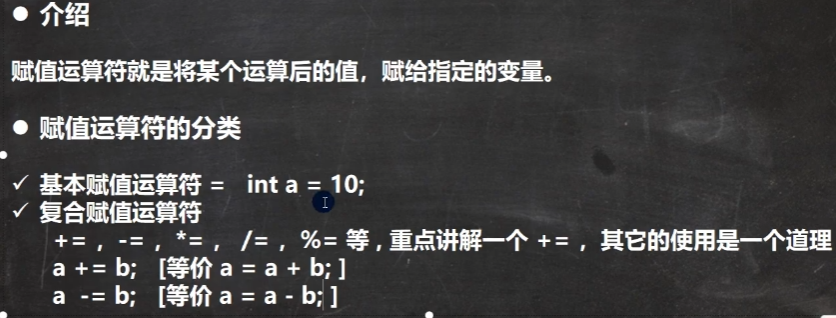 ● 介绍
赋值运算符就是将某个运算后的值，赋给指定的变量。
● 赋值运算符的分类
✓ 基本赋值运算符 = int a = 10;
✓ 复合赋值运算符
+= , -= , *= , /= , %= 等 , 重点讲解一个 += , 其它的使用是一个道理
a += b; [等价 a = a + b; ]
a -= b; [等价 a = a - b; ]